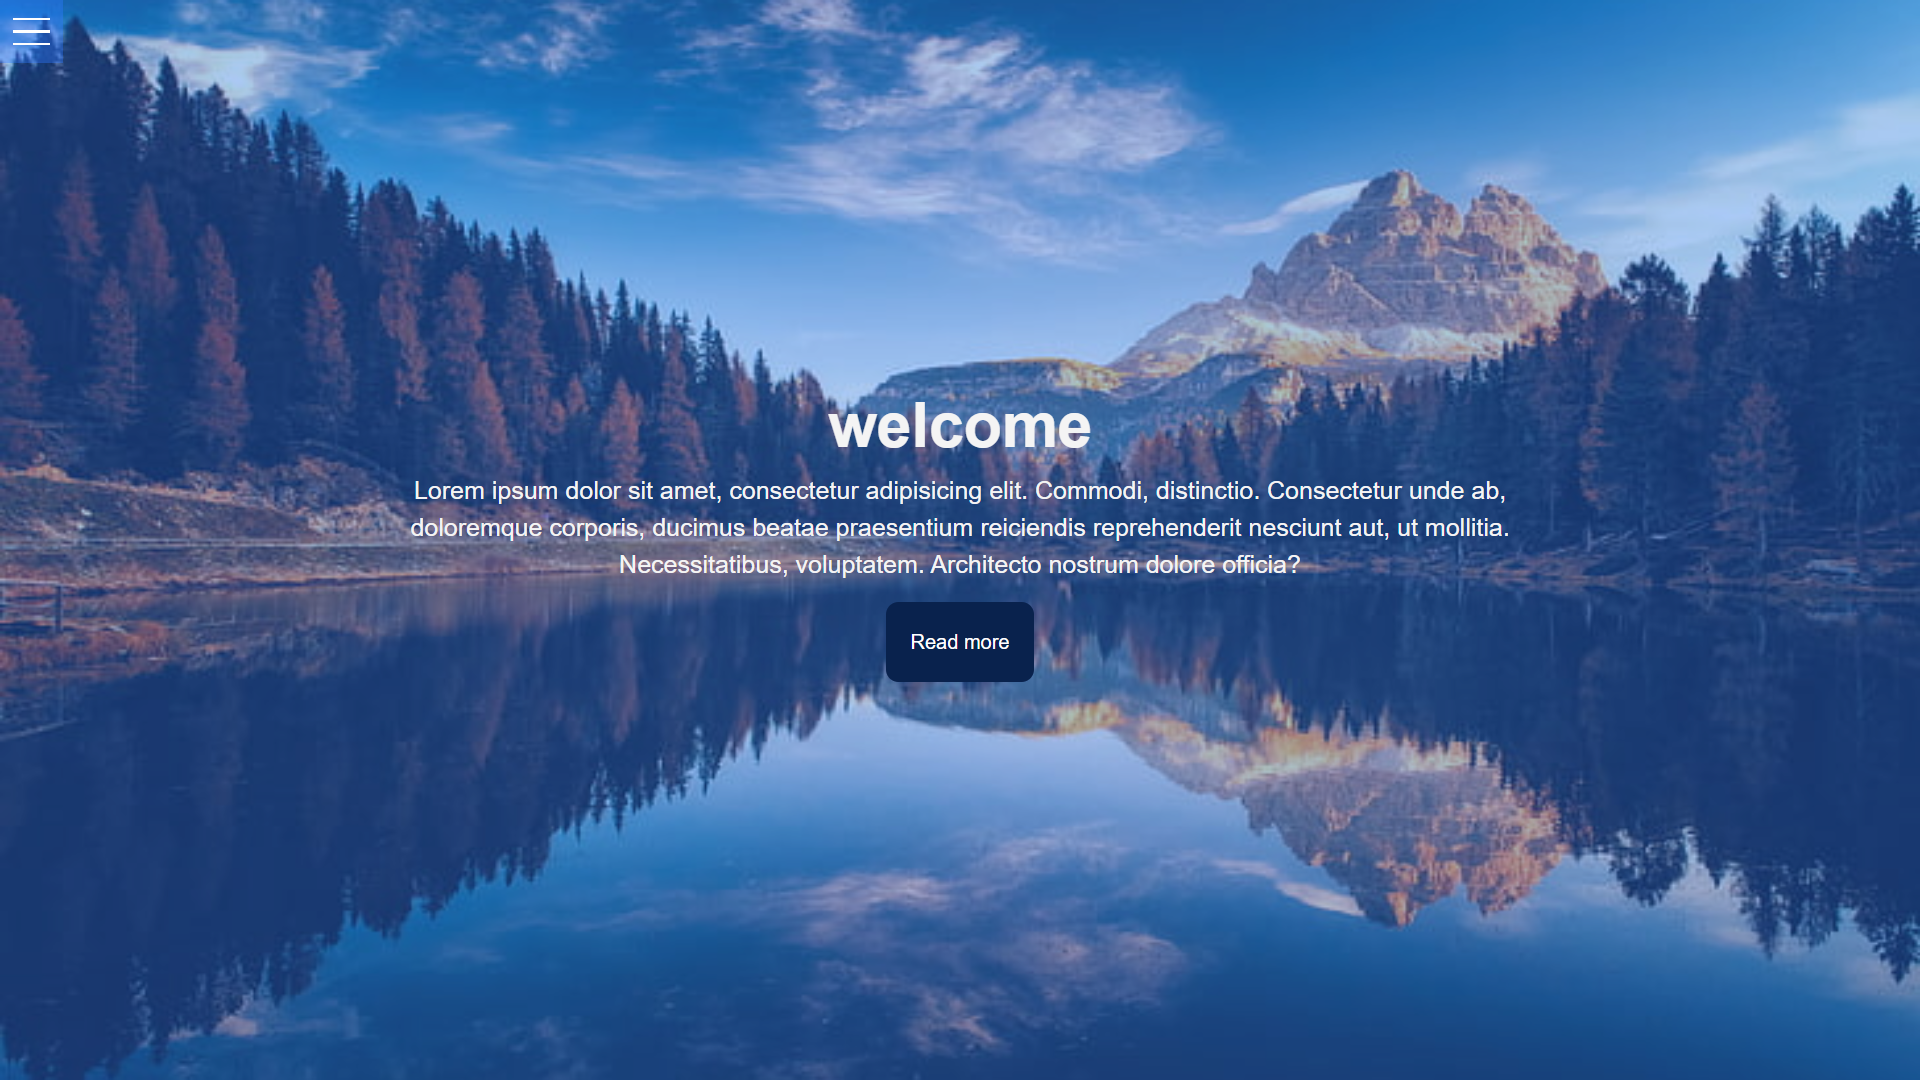 welcome
Lorem ipsum dolor sit amet, consectetur adipisicing elit. Commodi, distinctio. Consectetur unde ab,
doloremque corporis, ducimus beatae praesentium reiciendis reprehenderit nesciunt aut, ut mollitia.
Necessitatibus, voluptatem. Architecto nostrum dolore officia?
Read more